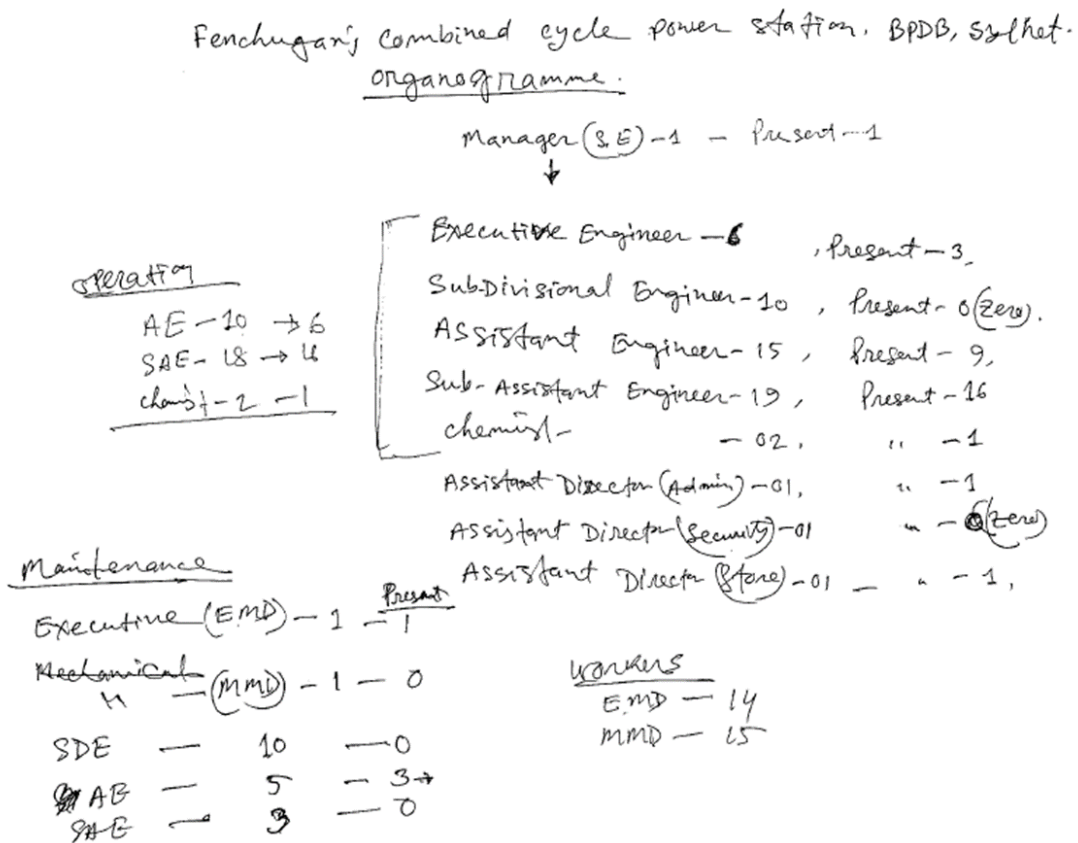 Fenchuganj Combined cycle power station, BPDB, Sylhet.
organogramme.
Manager (S.E) - 1 - Present - 1
Executive Engineer - 6 , Present - 3,
Sub-Divisional Engineer - 10 , Present - 0 (Zero).
Assistant Engineer - 15 , Present - 9,
Sub-Assistant Engineer - 19 , Present - 16
chemist - - 02 , " - 1
Assistant Director (Admin) - 01, " - 1
Assistant Director (Security) - 01 " - 0 (Zero)
Assistant Director (Store) - 01 - " - 1,
operation
AE - 10 → 6
SAE - 18 → 16
chemist - 2 - 1
Maintenance
Present
Executive (EMD) - 1 - 1
" - (MMD) - 1 - 0
SDE - 10 - 0
AE - 5 - 3 →
SAE - 3 - 0
Workers
EMD - 14
MMD - 15